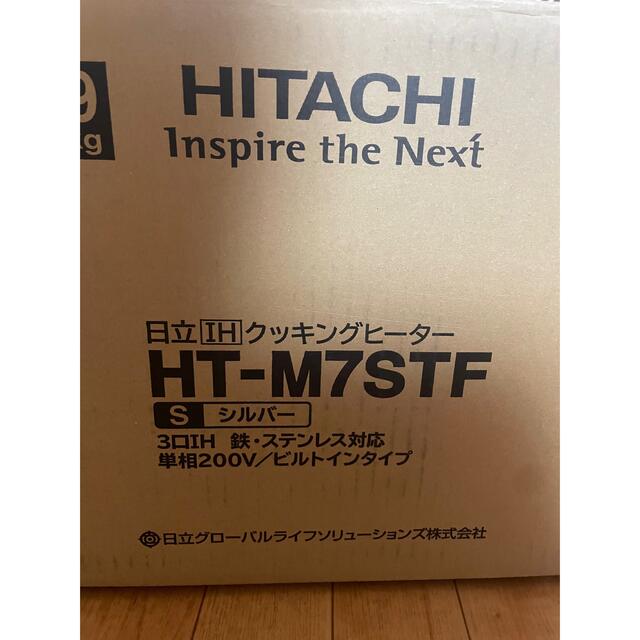 9
kg
HITACHI
Inspire the Next
日立 IH クッキングヒーター
HT-M7STF
S シルバー
3口IH 鉄・ステンレス対応
単相200V/ビルトインタイプ
日立グローバルライフソリューションズ株式会社